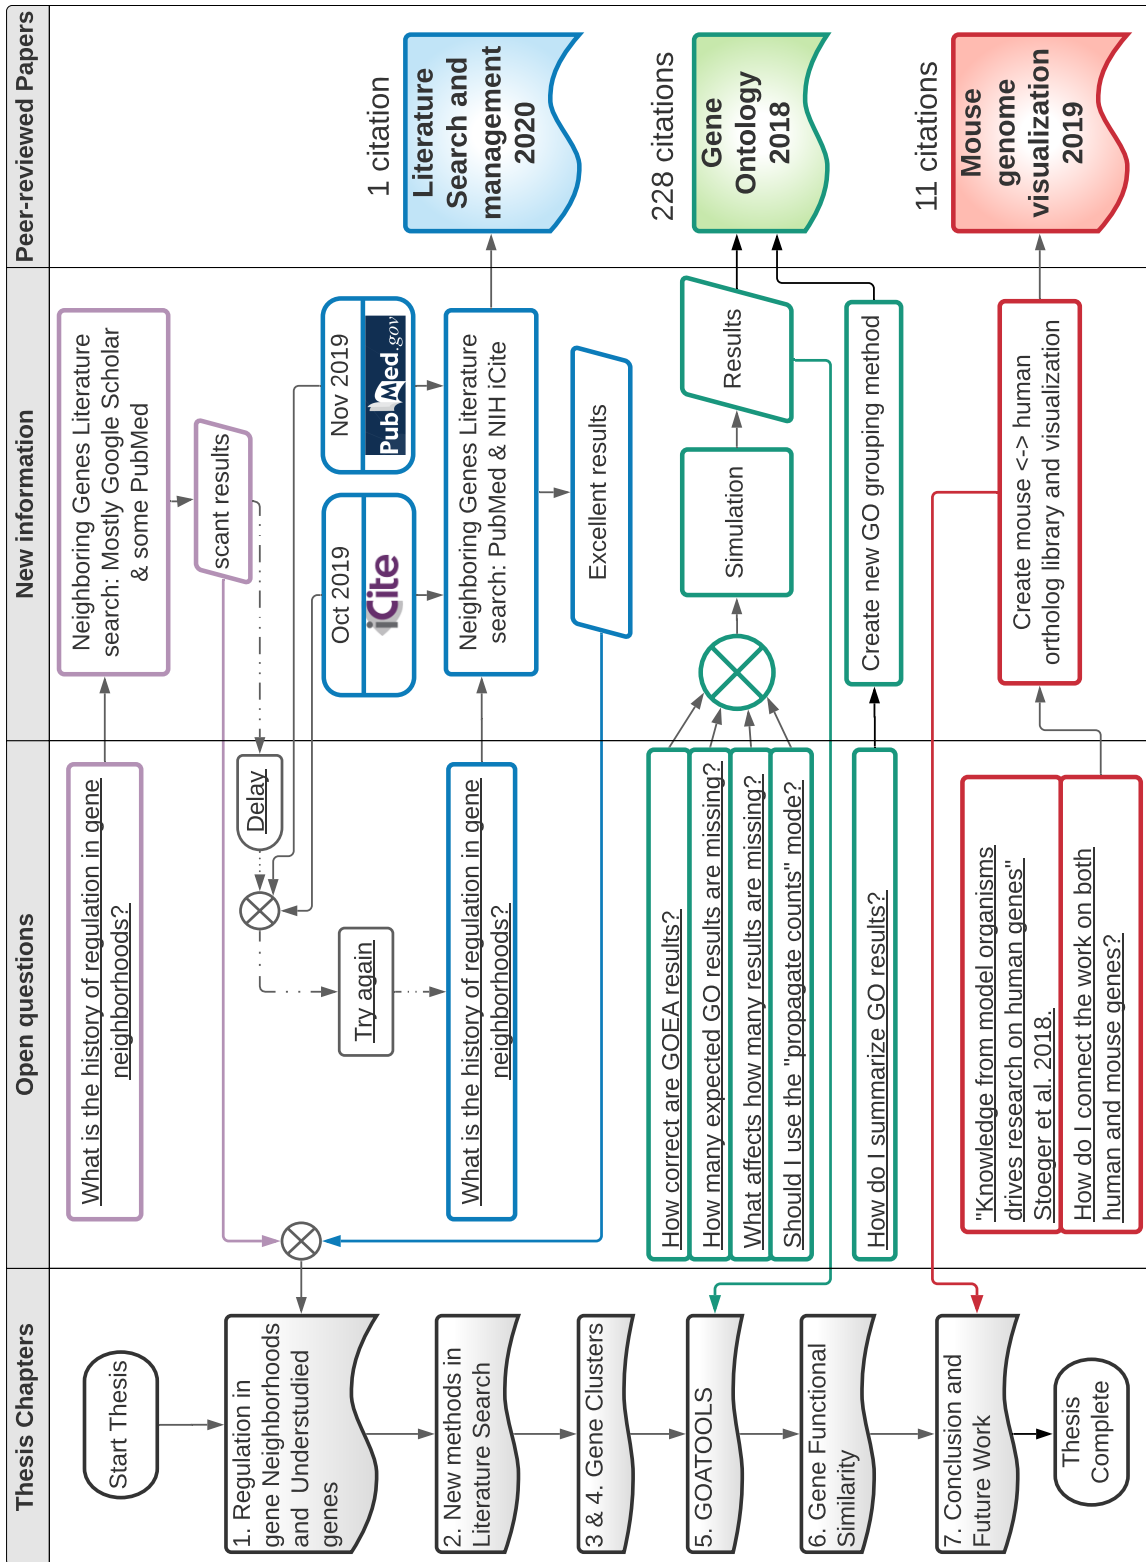 Thesis Chapters
Open questions
New information
Peer-reviewed Papers
Start Thesis
1. Regulation in
gene Neighborhoods
and Understudied
genes
2. New methods in
Literature Search
3 & 4. Gene Clusters
5. GOATOOLS
6. Gene Functional
Similarity
7. Conclusion and
Future Work
Thesis
Complete
What is the history of regulation in gene
neighborhoods?
Delay
Try again
What is the history of regulation in gene
neighborhoods?
How correct are GOEA results?
How many expected GO results are missing?
What affects how many results are missing?
Should I use the "propagate counts" mode?
How do I summarize GO results?
"Knowledge from model organisms
drives research on human genes"
Stoeger et al. 2018.
How do I connect the work on both
human and mouse genes?
Neighboring Genes Literature
search: Mostly Google Scholar
& some PubMed
scant results
Oct 2019
iCite
Nov 2019
PubMed.gov
Neighboring Genes Literature
search: PubMed & NIH iCite
Excellent results
Simulation
Results
Create new GO grouping method
Create mouse <-> human
ortholog library and visualization
1 citation
Literature
Search and
management
2020
228 citations
Gene
Ontology
2018
11 citations
Mouse
genome
visualization
2019